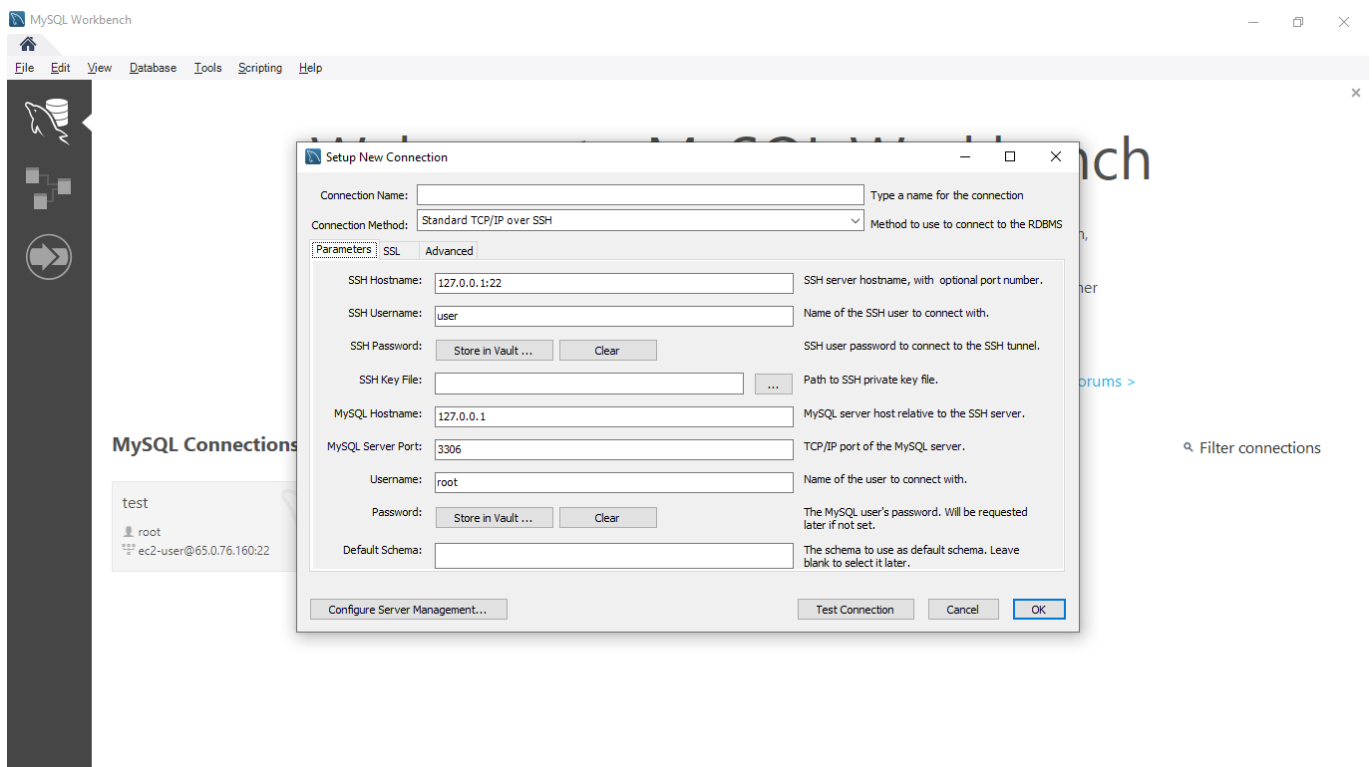 MySQL Workbench
File Edit View Database Tools Scripting Help
Setup New Connection
Connection Name: Type a name for the connection
Connection Method: Standard TCP/IP over SSH Method to use to connect to the RDBMS
Parameters SSL Advanced
SSH Hostname: 127.0.0.1:22 SSH server hostname, with optional port number.
SSH Username: user Name of the SSH user to connect with.
SSH Password: Store in Vault ... Clear SSH user password to connect to the SSH tunnel.
SSH Key File: ... Path to SSH private key file.
MySQL Hostname: 127.0.0.1 MySQL server host relative to the SSH server.
MySQL Server Port: 3306 TCP/IP port of the MySQL server.
Username: root Name of the user to connect with.
Password: Store in Vault ... Clear The MySQL user's password. Will be requested
later if not set.
Default Schema: The schema to use as default schema. Leave
blank to select it later.
Configure Server Management... Test Connection Cancel OK
MySQL Connections
Filter connections
test
root
ec2-user@65.0.76.160:22